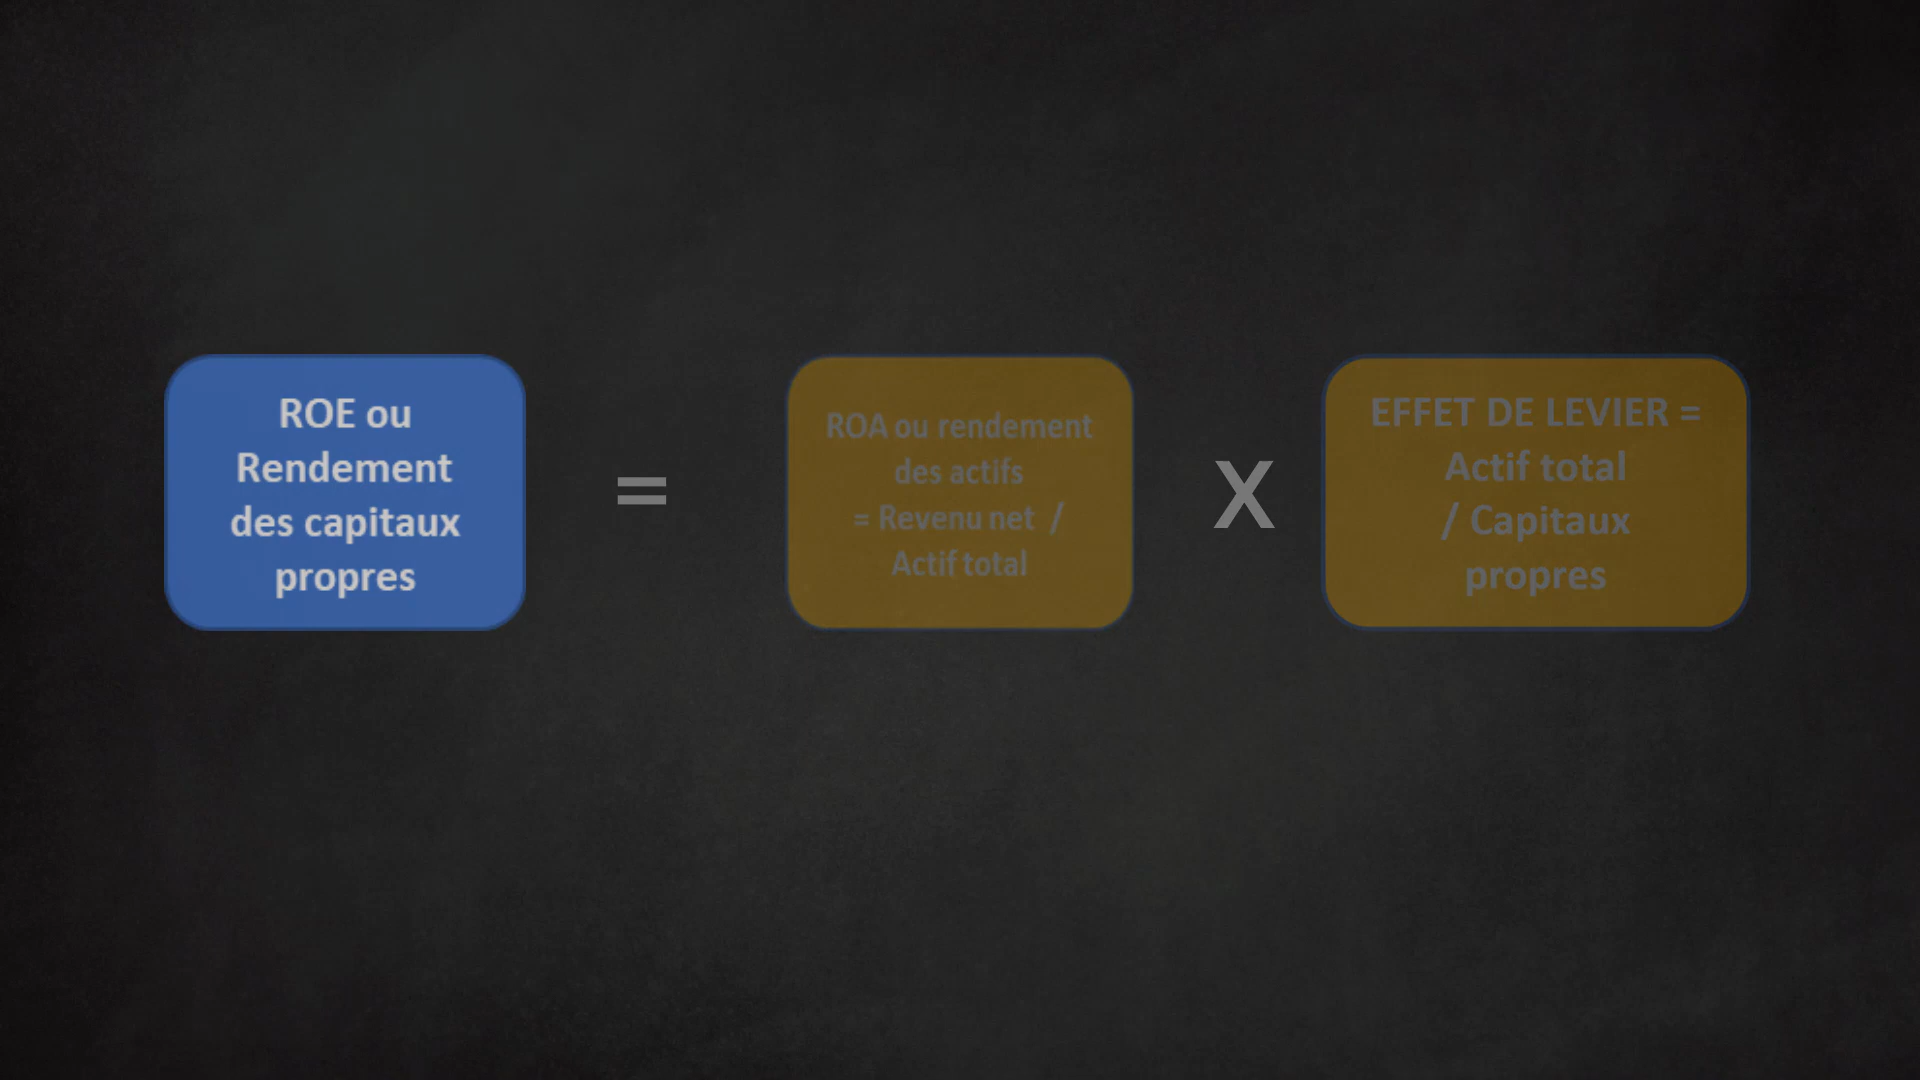 ROE ou
Rendement
des capitaux
propres
=
ROA ou rendement
des actifs
= Revenu net /
Actif total
X
EFFET DE LEVIER =
Actif total
/ Capitaux
propres